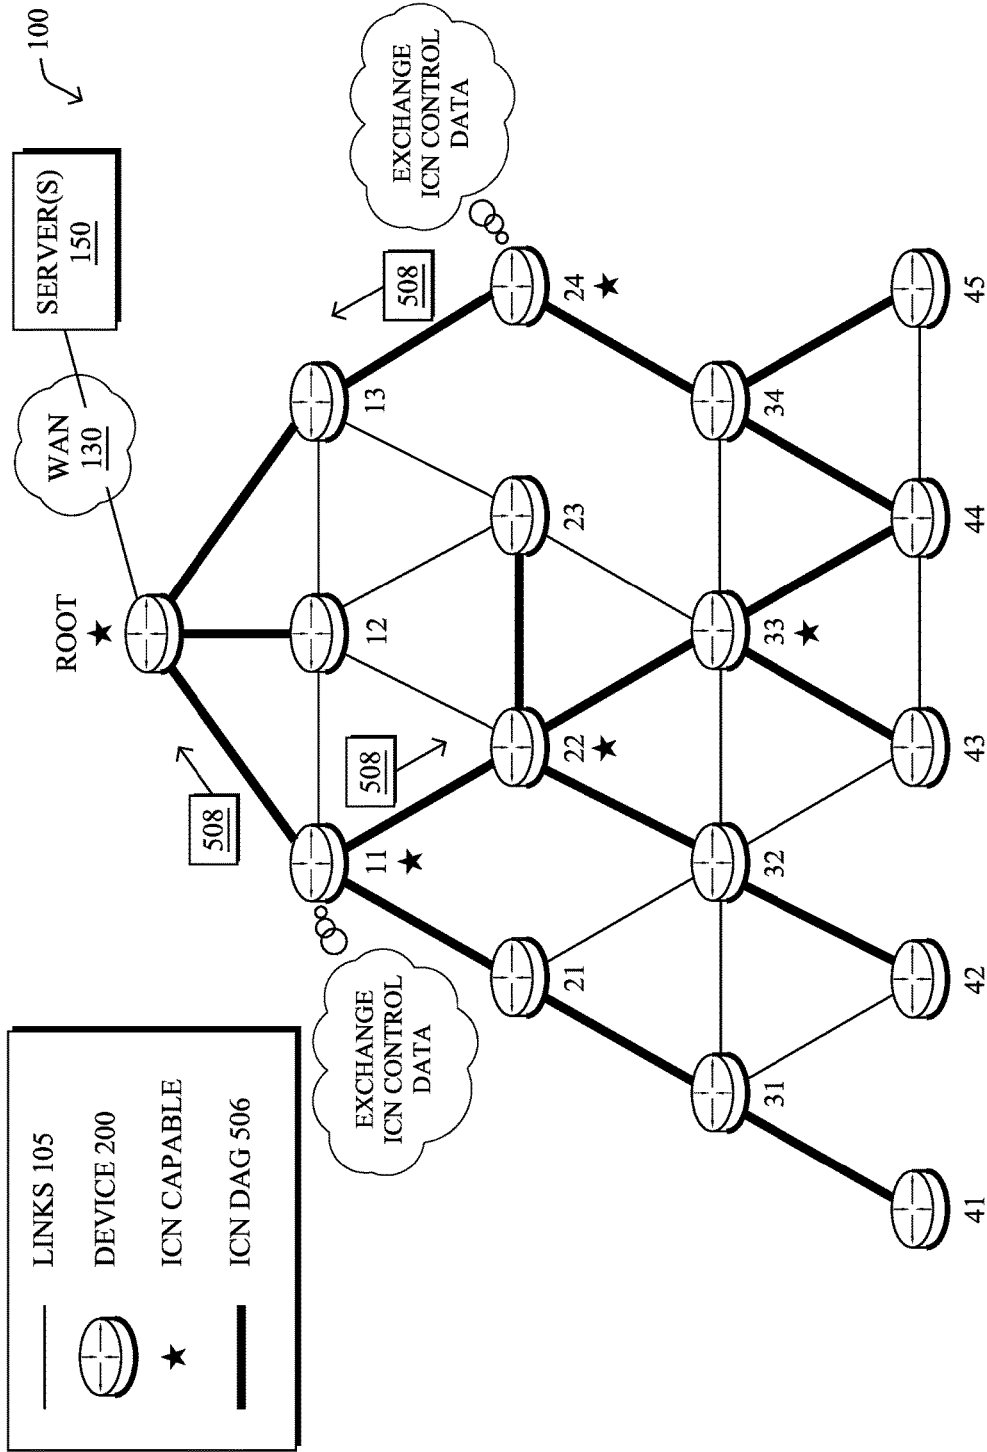 100
SERVER(S)
150
WAN
130
ROOT
EXCHANGE
ICN CONTROL
DATA
508
508
508
11
12
13
EXCHANGE
ICN CONTROL
DATA
21
22
23
24
31
32
33
34
41
42
43
44
45
LINKS 105
DEVICE 200
ICN CAPABLE
ICN DAG 506